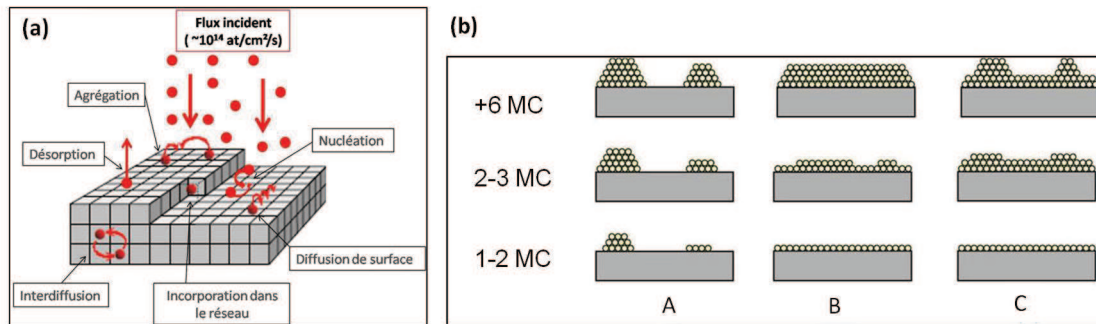 (a)
Flux incident
( ~10¹⁴ at/cm²/s)
Agrégation
Désorption
Nucléation
Diffusion de surface
Interdiffusion
Incorporation dans
le réseau
(b)
+6 MC
2-3 MC
1-2 MC
A B C